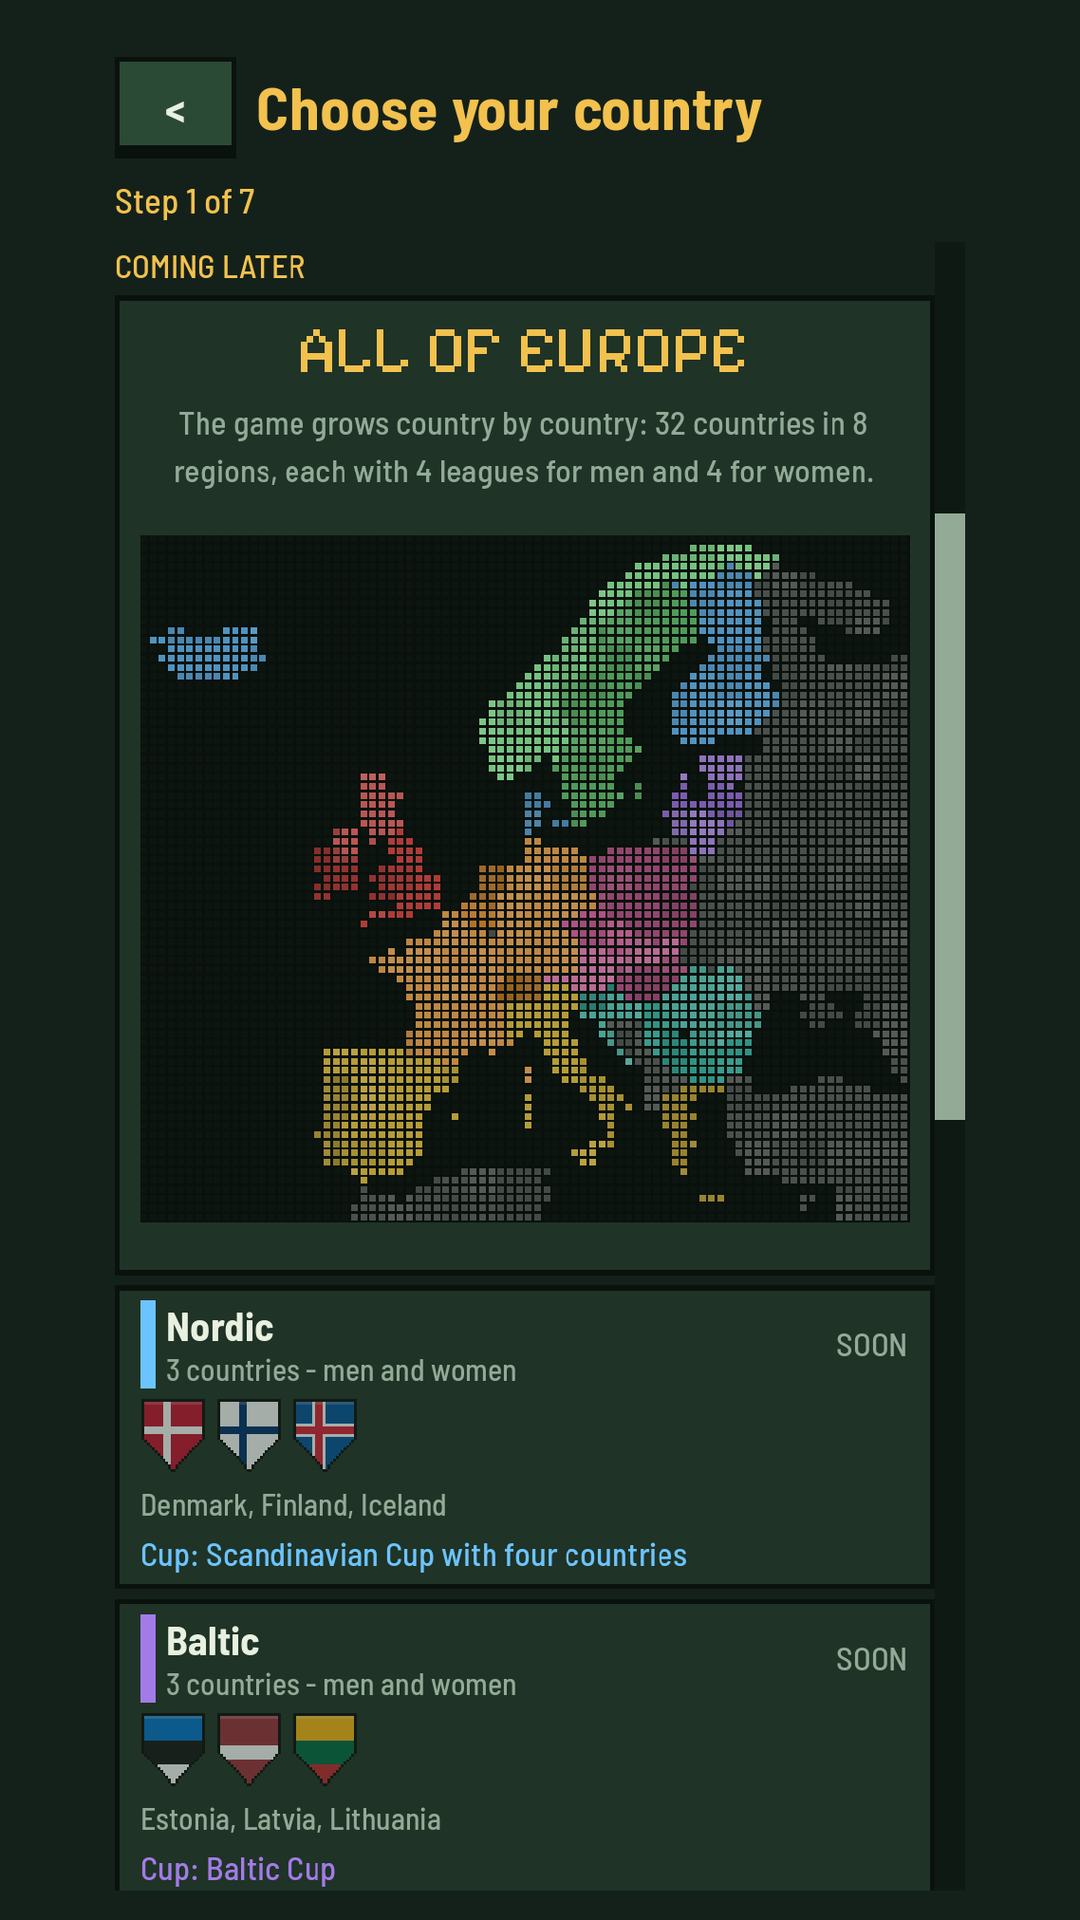 <
Choose your country
Step 1 of 7
COMING LATER
ALL OF EUROPE
The game grows country by country: 32 countries in 8
regions, each with 4 leagues for men and 4 for women.
Nordic
SOON
3 countries - men and women
Denmark, Finland, Iceland
Cup: Scandinavian Cup with four countries
Baltic
SOON
3 countries - men and women
Estonia, Latvia, Lithuania
Cup: Baltic Cup